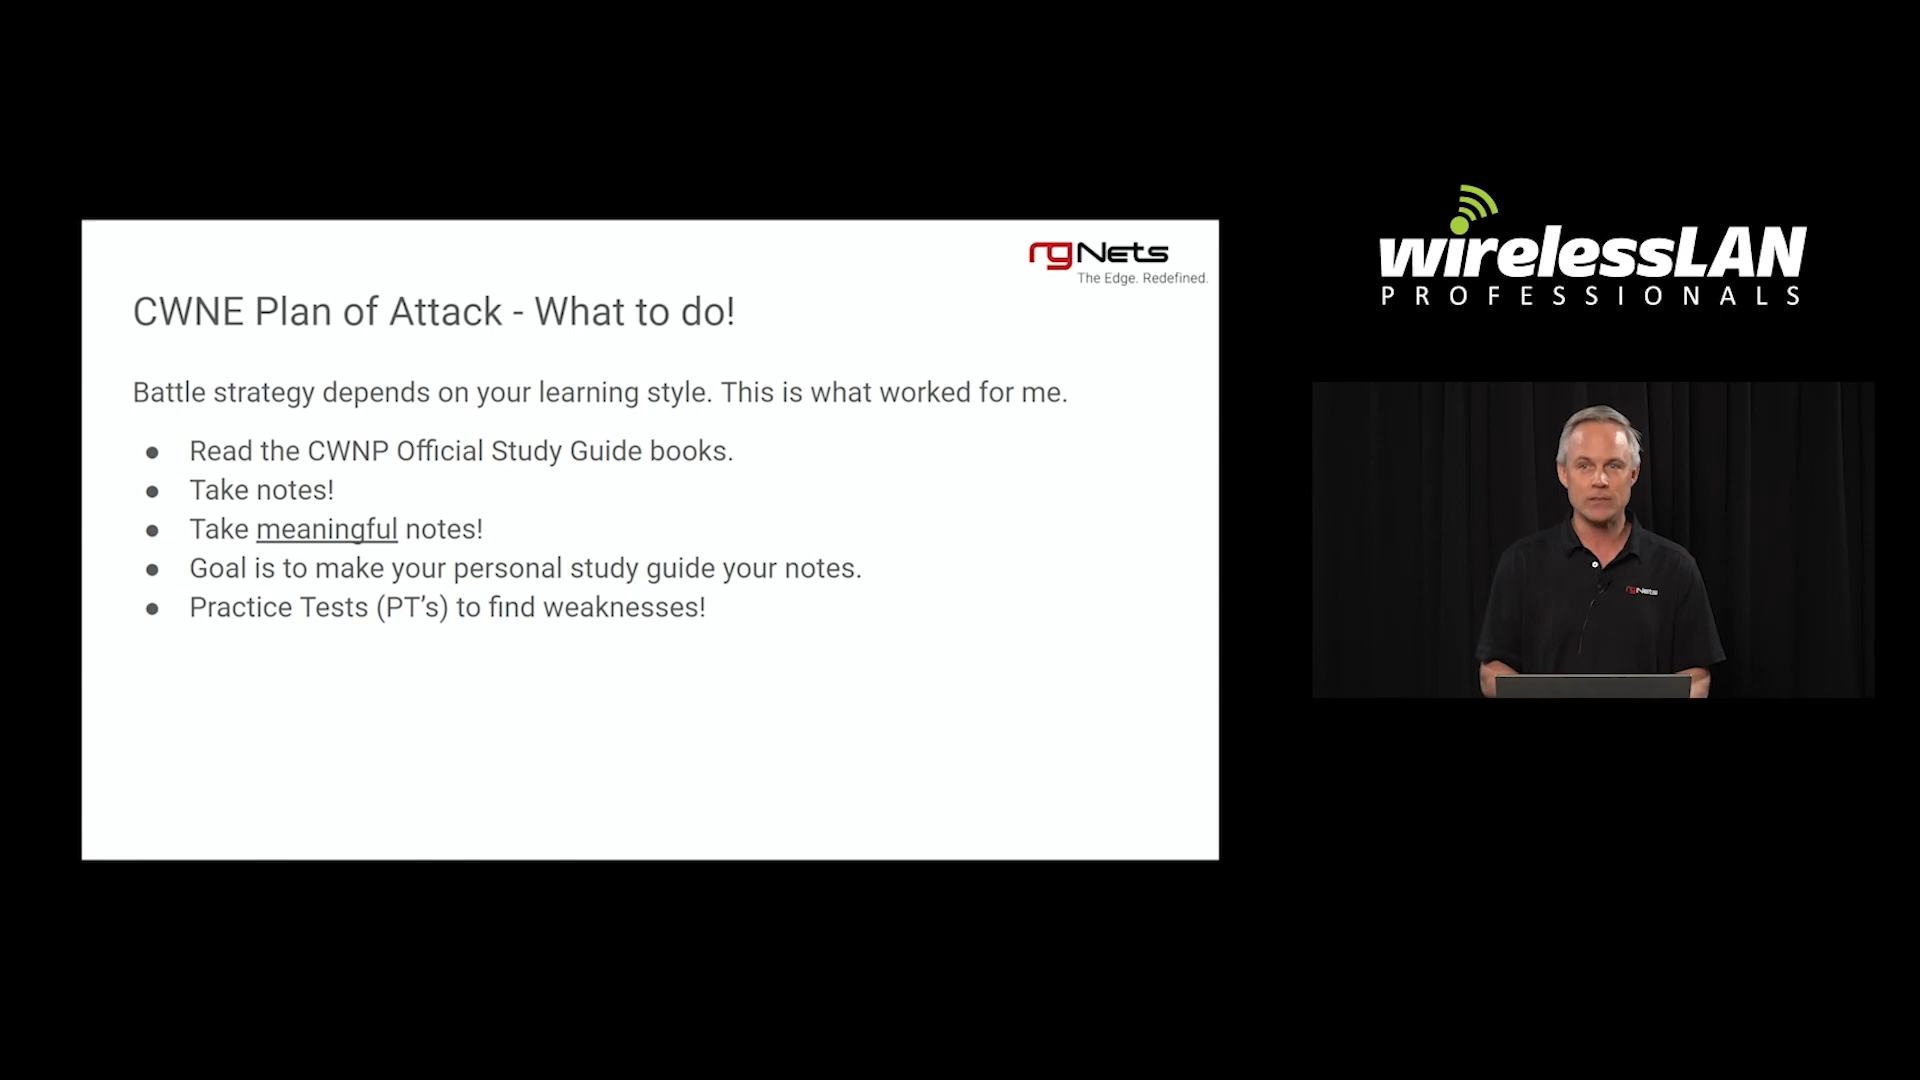 rgNets
The Edge. Redefined.
CWNE Plan of Attack - What to do!
Battle strategy depends on your learning style. This is what worked for me.
● Read the CWNP Official Study Guide books.
● Take notes!
● Take meaningful notes!
● Goal is to make your personal study guide your notes.
● Practice Tests (PT’s) to find weaknesses!
wirelessLAN
PROFESSIONALS
rgNets